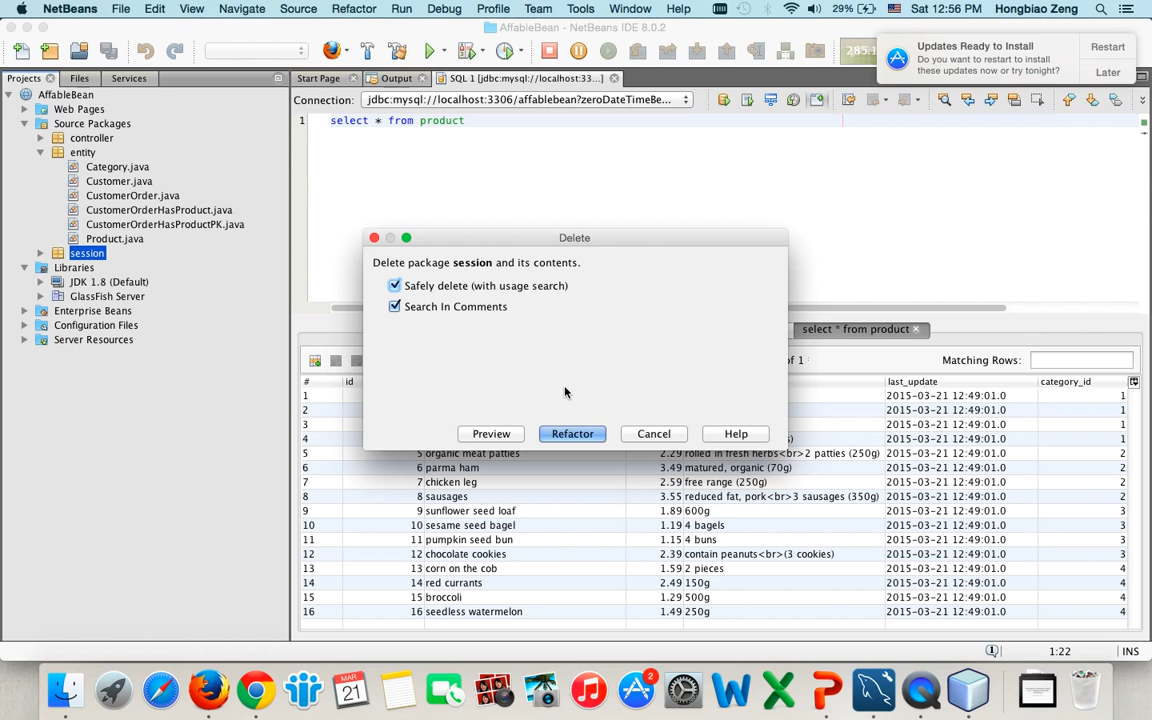 NetBeans File Edit View Navigate Source Refactor Run Debug Profile Team Tools Window Help 29% Sat 12:56 PM Hongbiao Zeng
AffableBean - NetBeans IDE 8.0.2
285.1
Updates Ready to Install
Do you want to restart to install
these updates now or try tonight?
Restart
Later
Projects Files Services
Start Page Output SQL 1 [jdbc:mysql://localhost:33...]
AffableBean
Web Pages
Source Packages
controller
entity
Category.java
Customer.java
CustomerOrder.java
CustomerOrderHasProduct.java
CustomerOrderHasProductPK.java
Product.java
session
Libraries
JDK 1.8 (Default)
GlassFish Server
Enterprise Beans
Configuration Files
Server Resources
Connection: jdbc:mysql://localhost:3306/affablebean?zeroDateTimeBe...
1 select * from product
Delete
Delete package session and its contents.
Safely delete (with usage search)
Search In Comments
Preview Refactor Cancel Help
select * from product
of 1 Matching Rows:
# id last_update category_id
1 2015-03-21 12:49:01.0 1
2 2015-03-21 12:49:01.0 1
3 2015-03-21 12:49:01.0 1
4 s) 2015-03-21 12:49:01.0 1
5 5 organic meat patties 2.29 rolled in fresh herbs<br>2 patties (250g) 2015-03-21 12:49:01.0 2
6 6 parma ham 3.49 matured, organic (70g) 2015-03-21 12:49:01.0 2
7 7 chicken leg 2.59 free range (250g) 2015-03-21 12:49:01.0 2
8 8 sausages 3.55 reduced fat, pork<br>3 sausages (350g) 2015-03-21 12:49:01.0 2
9 9 sunflower seed loaf 1.89 600g 2015-03-21 12:49:01.0 3
10 10 sesame seed bagel 1.19 4 bagels 2015-03-21 12:49:01.0 3
11 11 pumpkin seed bun 1.15 4 buns 2015-03-21 12:49:01.0 3
12 12 chocolate cookies 2.39 contain peanuts<br>(3 cookies) 2015-03-21 12:49:01.0 3
13 13 corn on the cob 1.59 2 pieces 2015-03-21 12:49:01.0 4
14 14 red currants 2.49 150g 2015-03-21 12:49:01.0 4
15 15 broccoli 1.29 500g 2015-03-21 12:49:01.0 4
16 16 seedless watermelon 1.49 250g 2015-03-21 12:49:01.0 4
1:22 INS
MAR
21
2